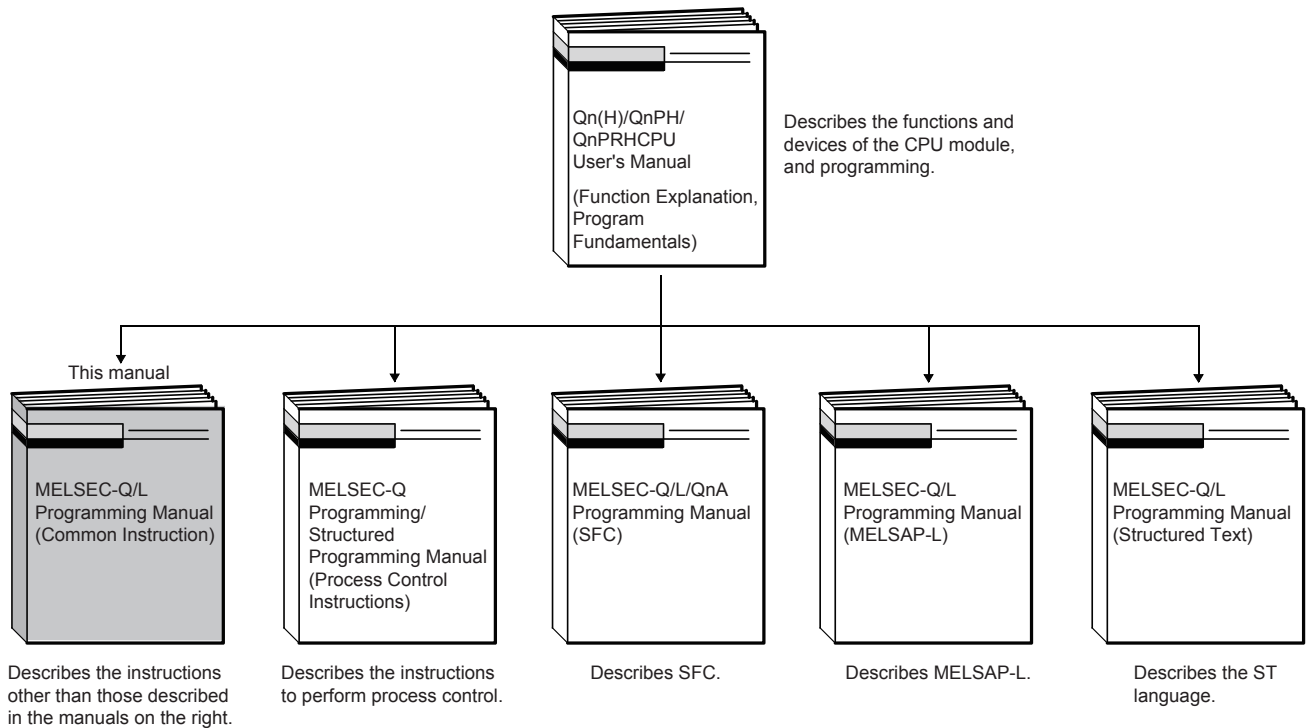 Qn(H)/QnPH/
QnPRHCPU
User's Manual
(Function Explanation,
Program
Fundamentals)
Describes the functions and
devices of the CPU module,
and programming.
This manual
MELSEC-Q/L
Programming Manual
(Common Instruction)
Describes the instructions
other than those described
in the manuals on the right.
MELSEC-Q
Programming/
Structured
Programming Manual
(Process Control
Instructions)
Describes the instructions
to perform process control.
MELSEC-Q/L/QnA
Programming Manual
(SFC)
Describes SFC.
MELSEC-Q/L
Programming Manual
(MELSAP-L)
Describes MELSAP-L.
MELSEC-Q/L
Programming Manual
(Structured Text)
Describes the ST
language.